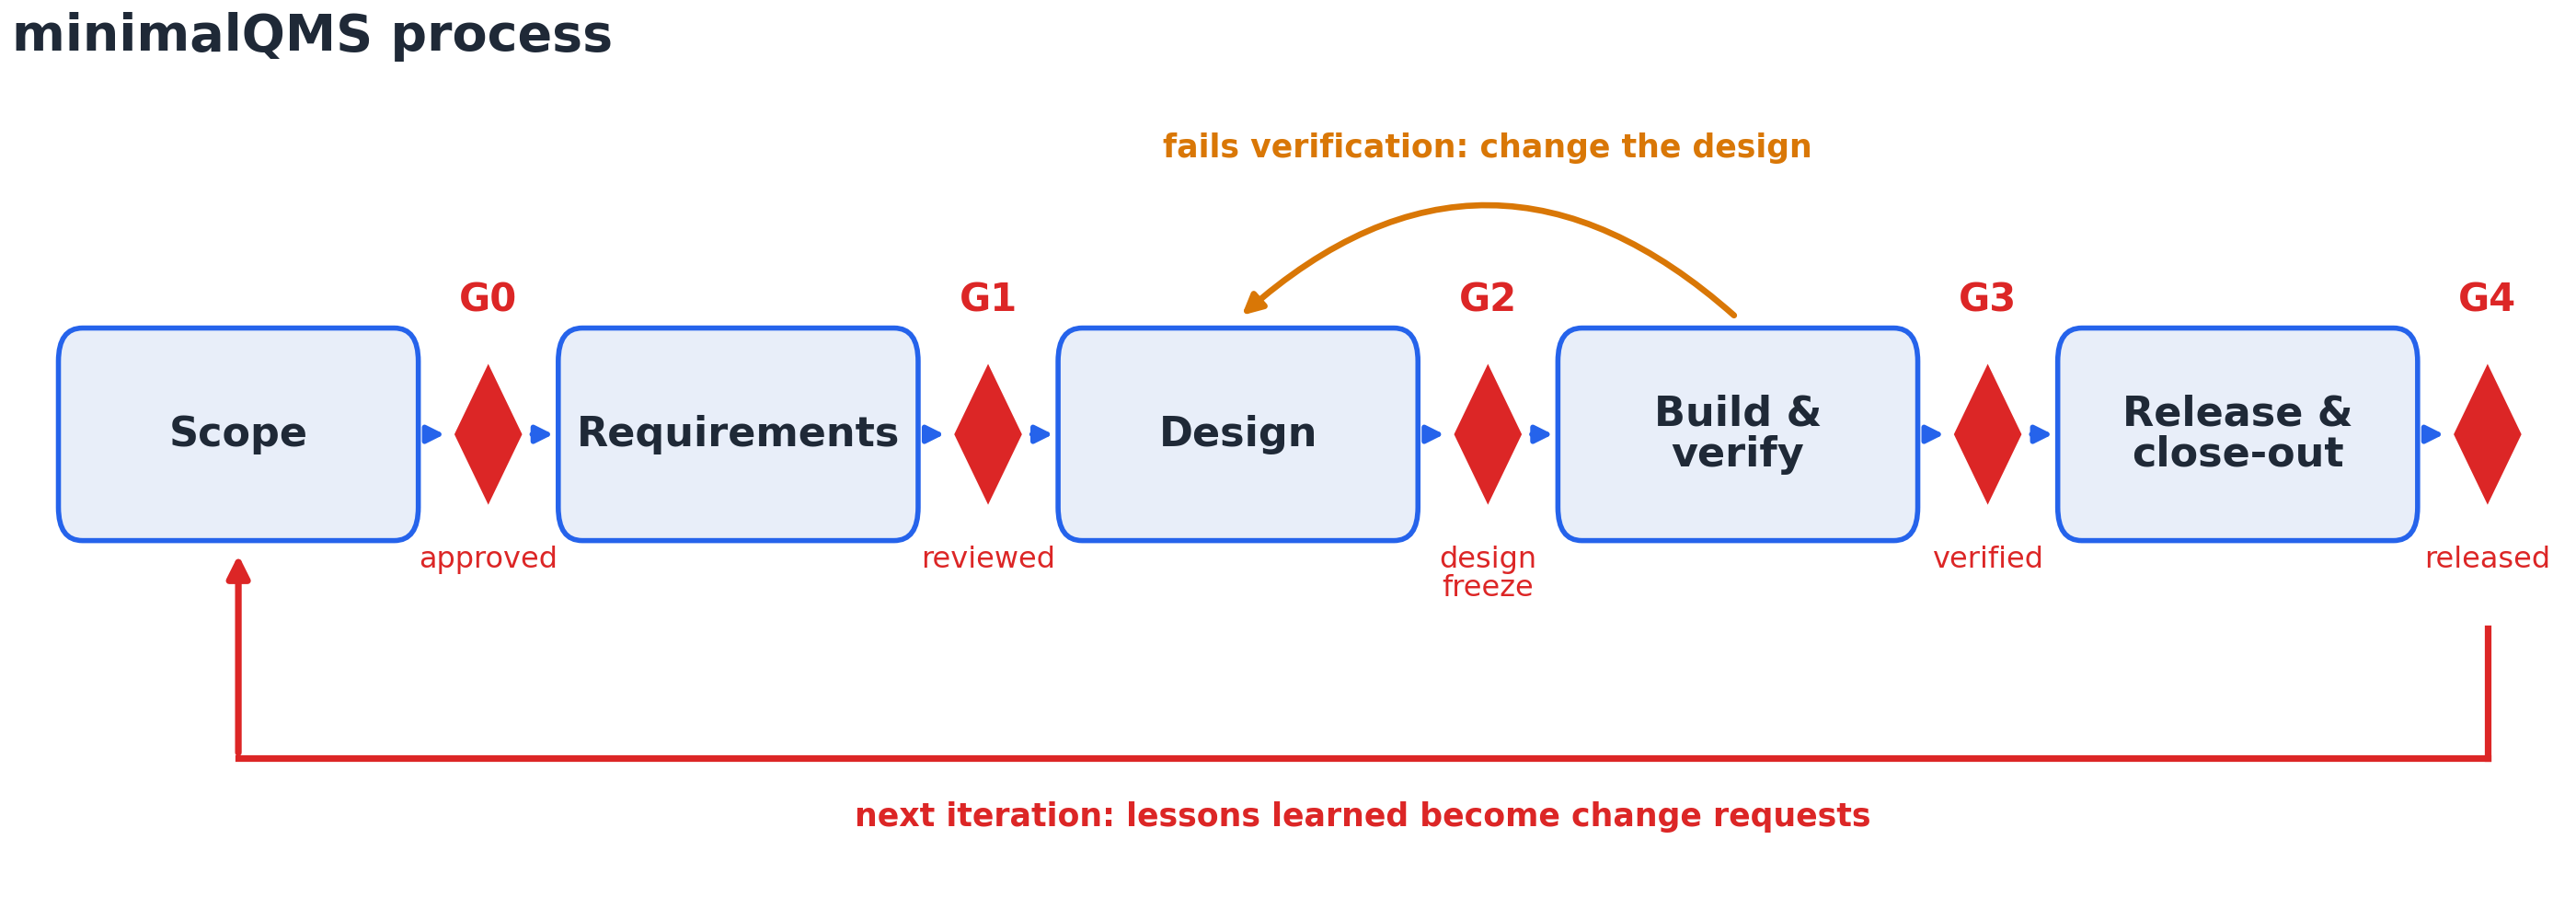 minimalQMS process
fails verification: change the design
G0
G1
G2
G3
G4
Scope
Requirements
Design
Build &
verify
Release &
close-out
approved
reviewed
design
freeze
verified
released
next iteration: lessons learned become change requests